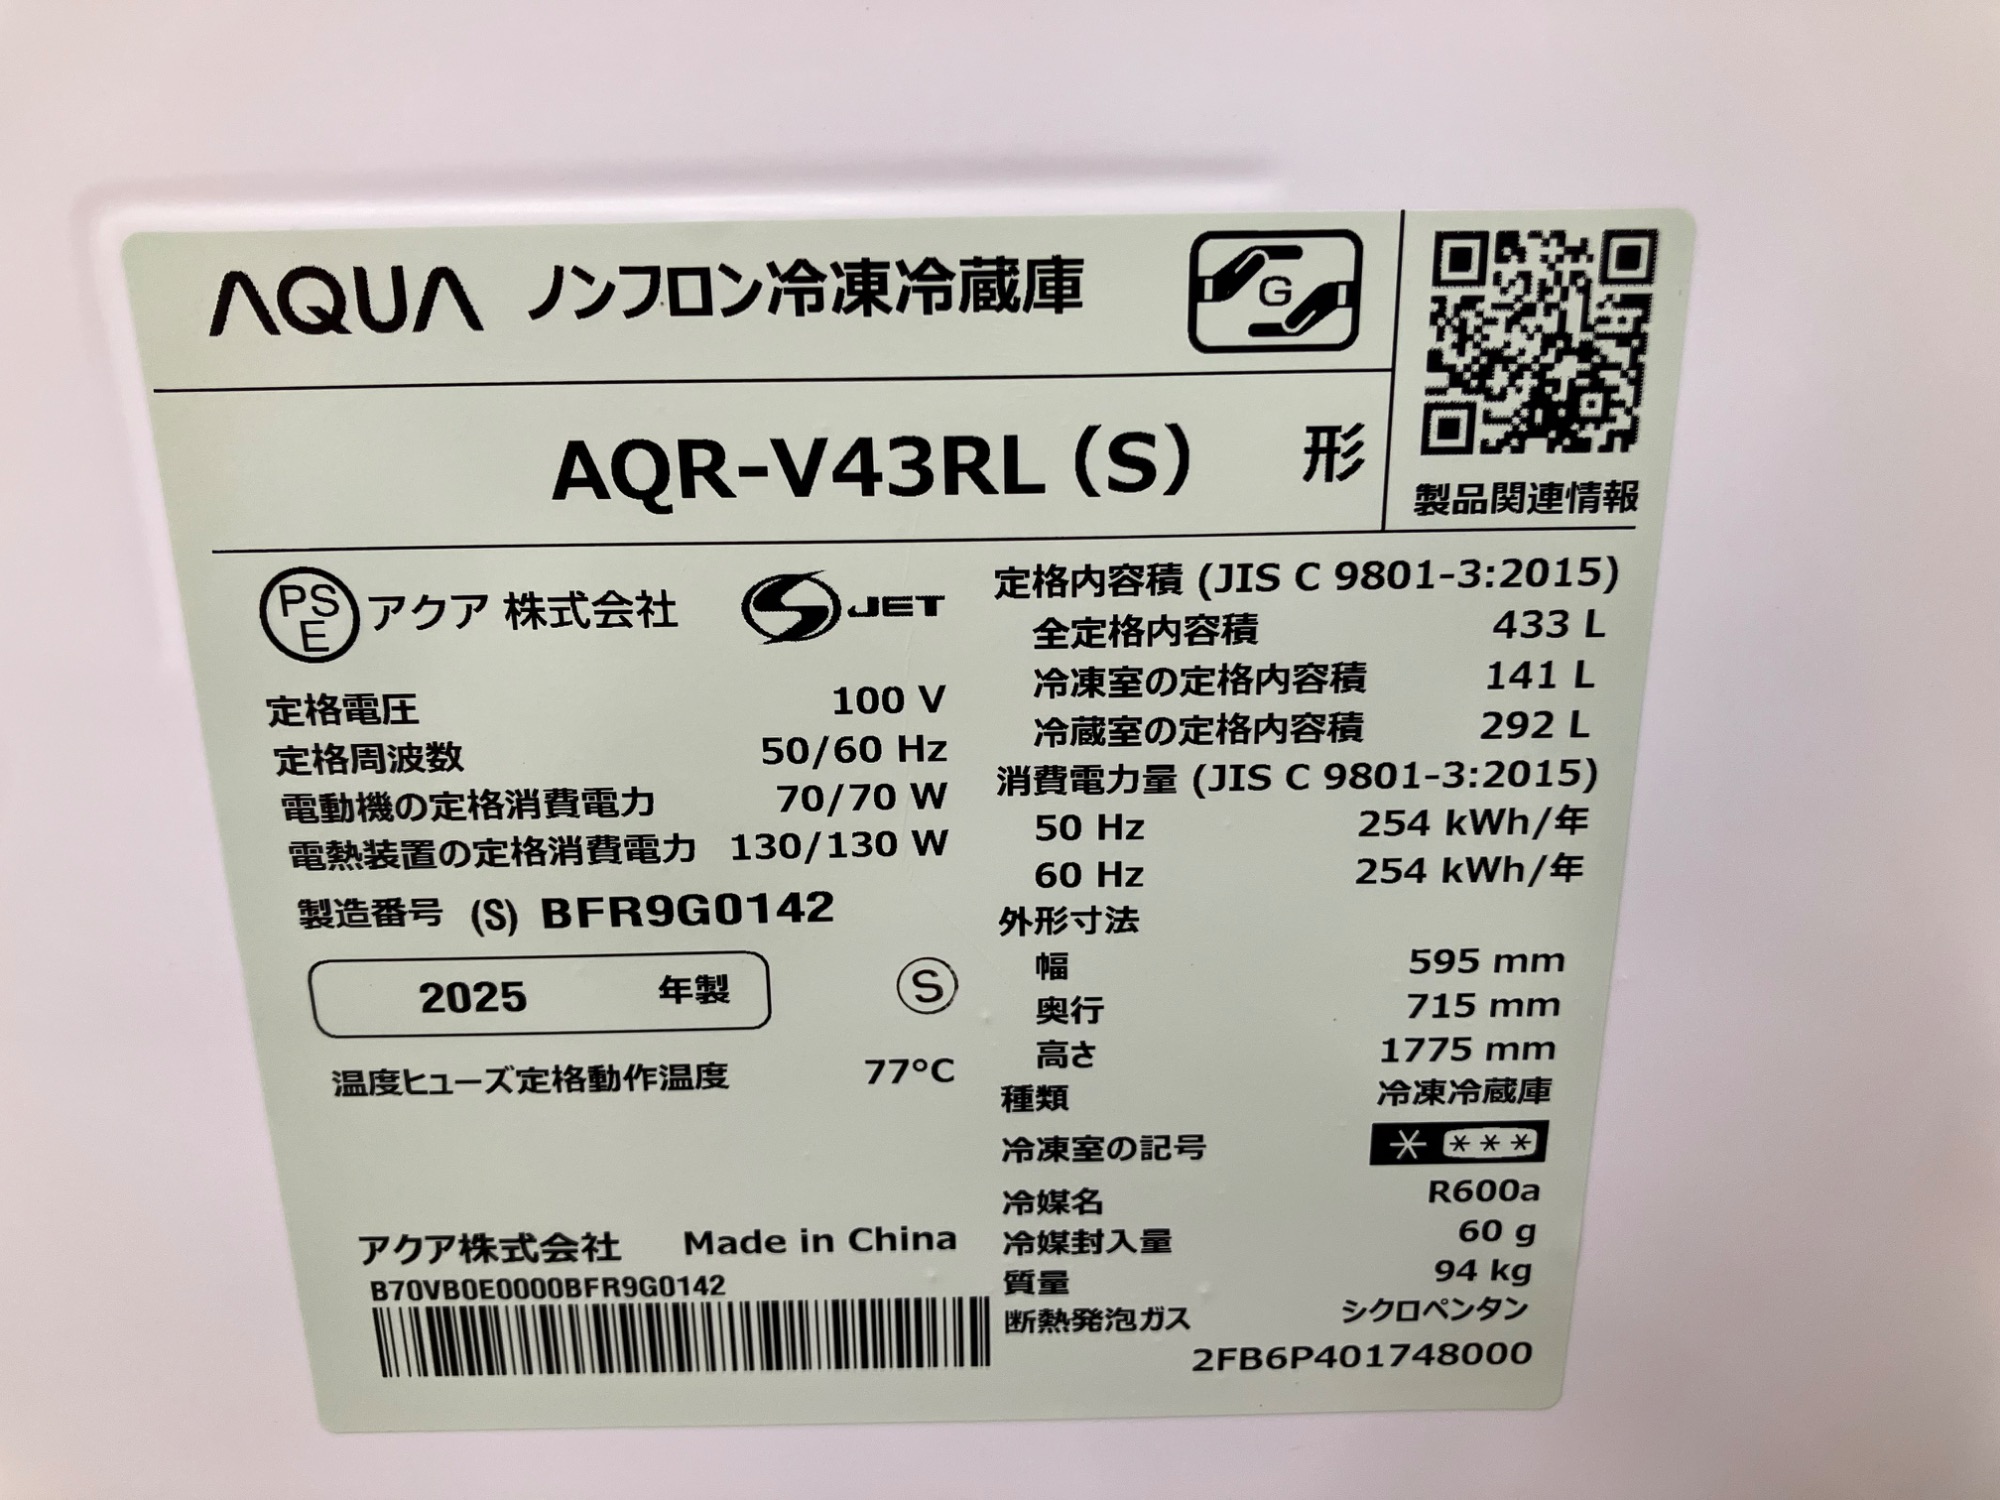 AQUA ノンフロン冷凍冷蔵庫
G
AQR-V43RL (S) 形
製品関連情報
PS
E
アクア 株式会社
S JET
定格電圧 100 V
定格周波数 50/60 Hz
電動機の定格消費電力 70/70 W
電熱装置の定格消費電力 130/130 W
製造番号 (S) BFR9G0142
2025 年製
S
温度ヒューズ定格動作温度 77°C
アクア株式会社 Made in China
B70VB0E0000BFR9G0142
定格内容積 (JIS C 9801-3:2015)
全定格内容積 433 L
冷凍室の定格内容積 141 L
冷蔵室の定格内容積 292 L
消費電力量 (JIS C 9801-3:2015)
50 Hz 254 kWh/年
60 Hz 254 kWh/年
外形寸法
幅 595 mm
奥行 715 mm
高さ 1775 mm
種類 冷凍冷蔵庫
冷凍室の記号 * ***
冷媒名 R600a
冷媒封入量 60 g
質量 94 kg
断熱発泡ガス シクロペンタン
2FB6P401748000